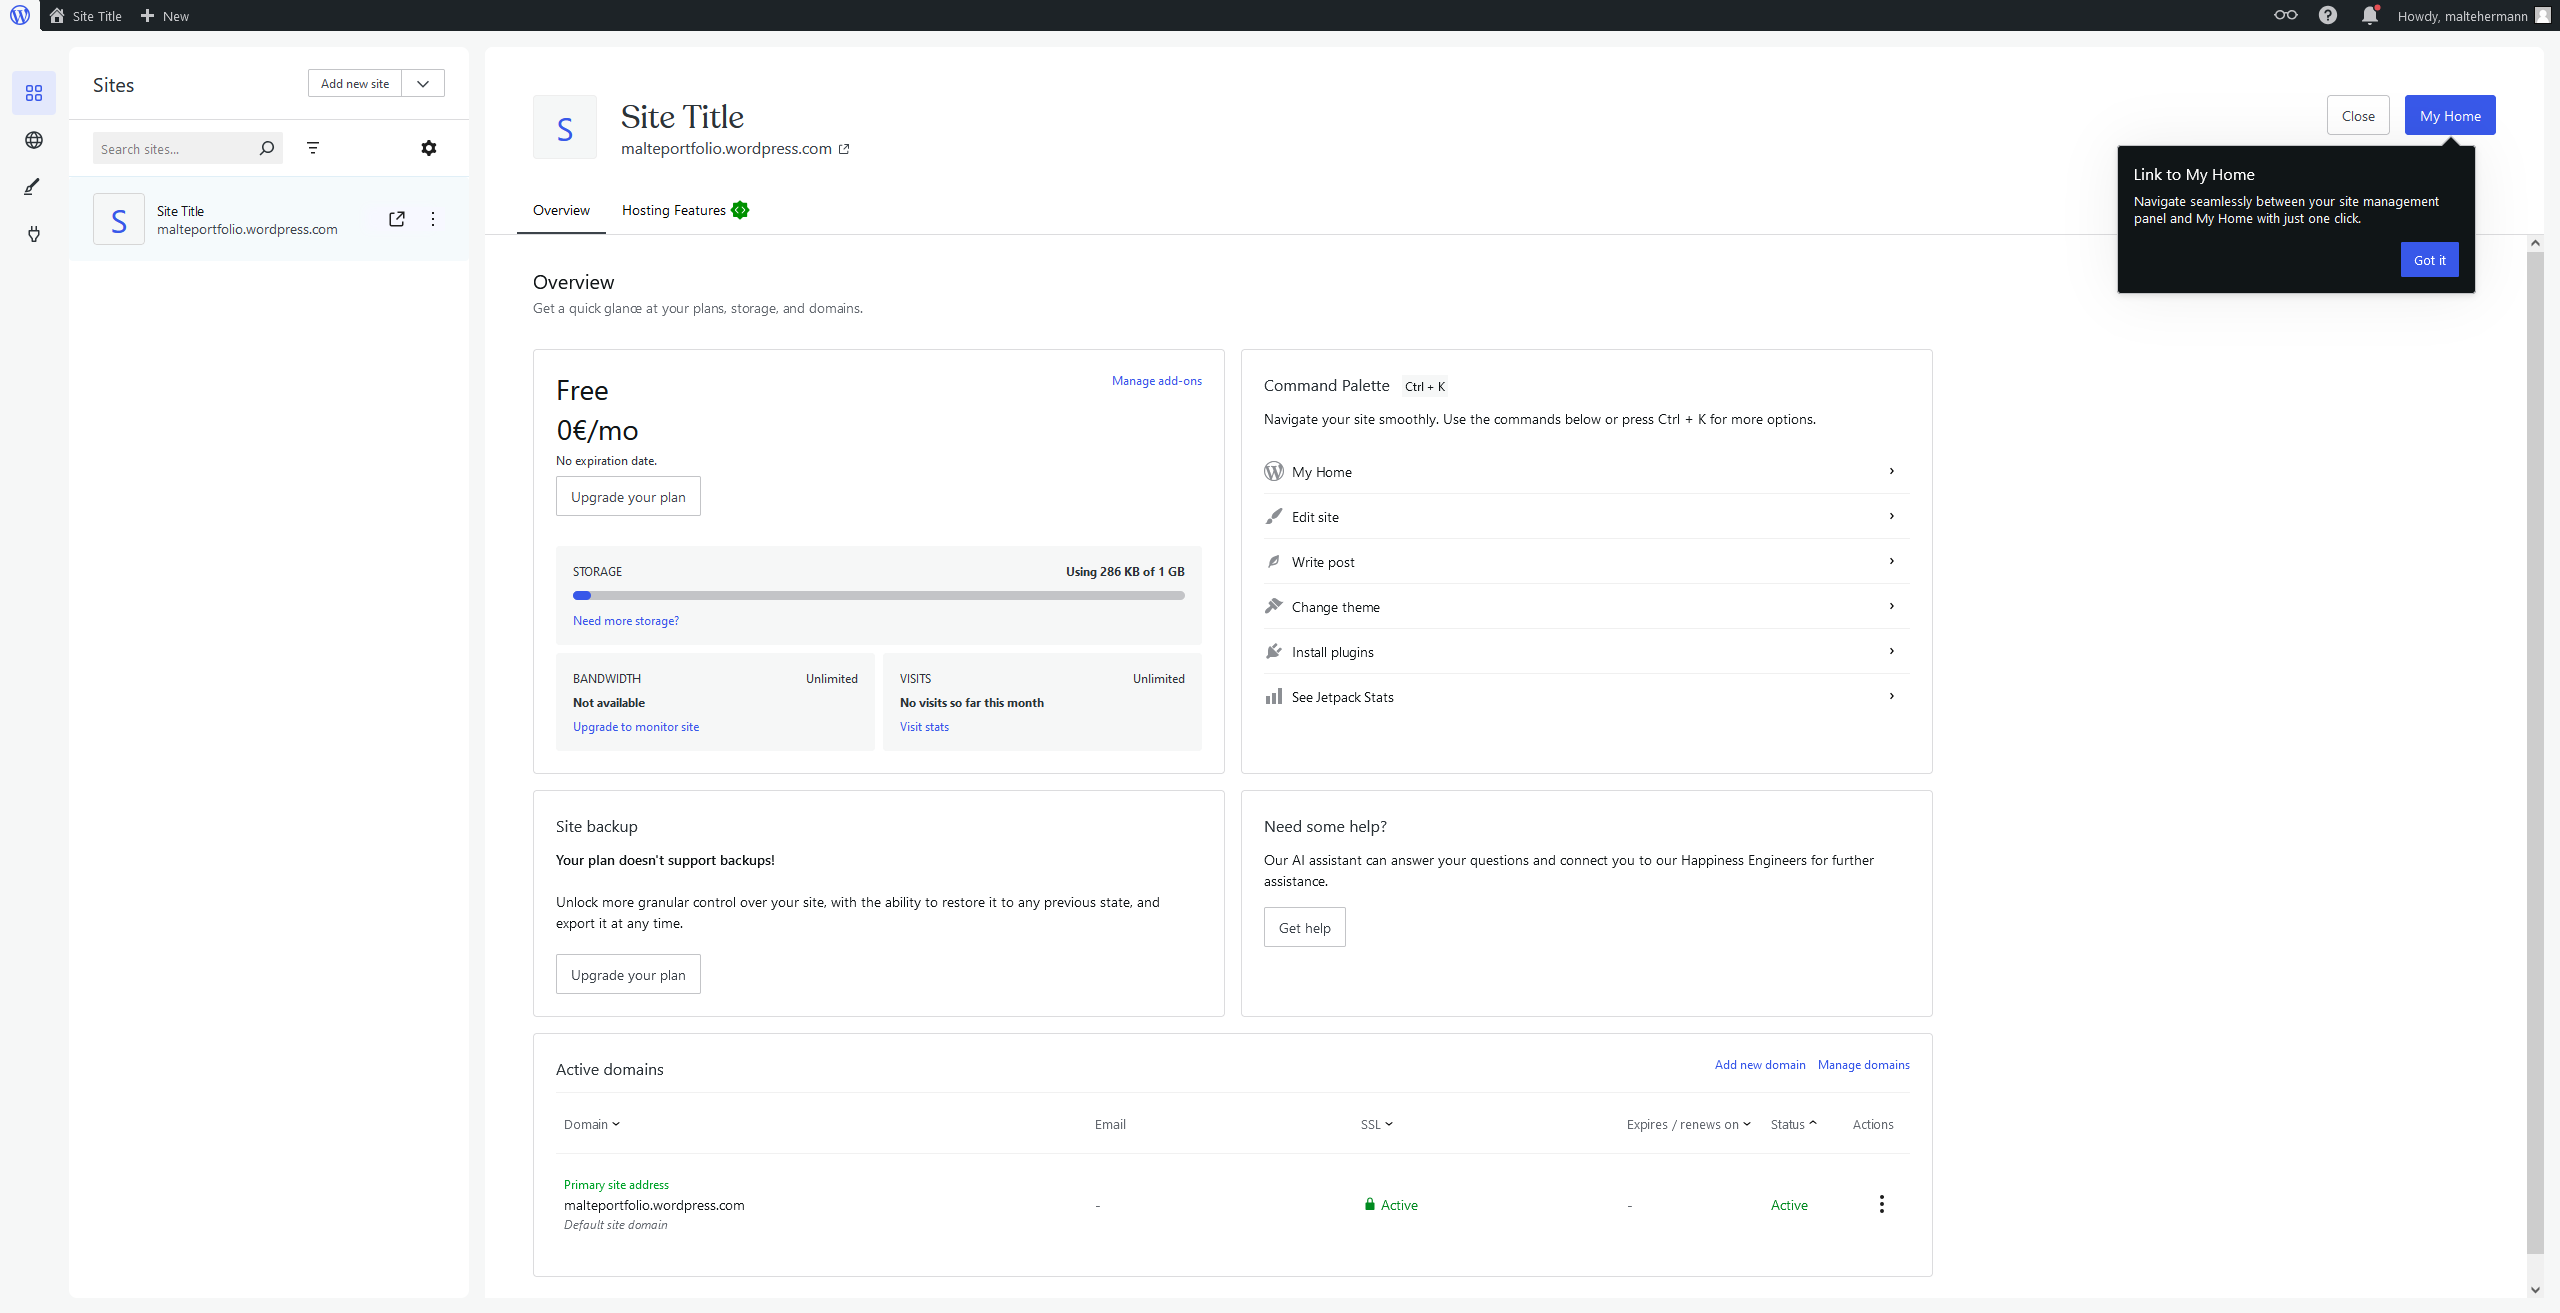 Site Title
New
Howdy, maltehermann
Sites
Add new site
Search sites...
S
Site Title
malteportfolio.wordpress.com
S
Site Title
malteportfolio.wordpress.com
Close
My Home
Link to My Home
Navigate seamlessly between your site management
panel and My Home with just one click.
Got it
Overview
Hosting Features
Overview
Get a quick glance at your plans, storage, and domains.
Free
Manage add-ons
0€/mo
No expiration date.
Upgrade your plan
STORAGE
Using 286 KB of 1 GB
Need more storage?
BANDWIDTH
Unlimited
Not available
Upgrade to monitor site
VISITS
Unlimited
No visits so far this month
Visit stats
Command Palette
Ctrl + K
Navigate your site smoothly. Use the commands below or press Ctrl + K for more options.
My Home
Edit site
Write post
Change theme
Install plugins
See Jetpack Stats
Site backup
Your plan doesn't support backups!
Unlock more granular control over your site, with the ability to restore it to any previous state, and
export it at any time.
Upgrade your plan
Need some help?
Our AI assistant can answer your questions and connect you to our Happiness Engineers for further
assistance.
Get help
Active domains
Add new domain
Manage domains
Domain
Email
SSL
Expires / renews on
Status
Actions
Primary site address
malteportfolio.wordpress.com
Default site domain
-
Active
-
Active